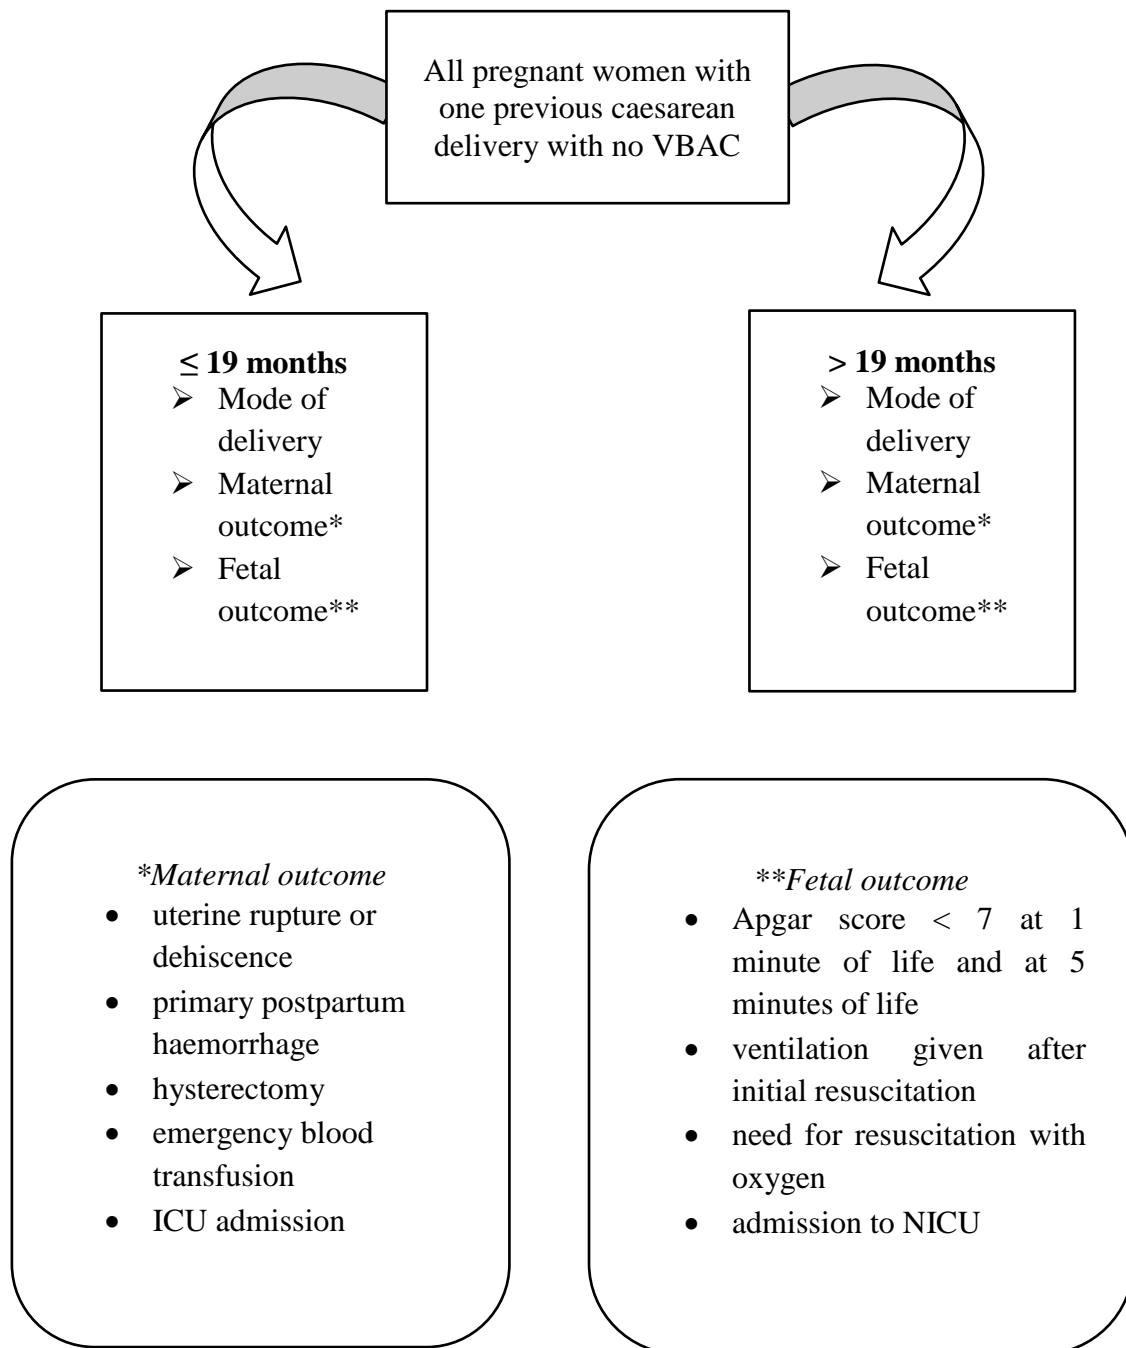 All pregnant women with
one previous caesarean
delivery with no VBAC
≤ 19 months
➢ Mode of
delivery
➢ Maternal
outcome*
➢ Fetal
outcome**
> 19 months
➢ Mode of
delivery
➢ Maternal
outcome*
➢ Fetal
outcome**
*Maternal outcome
• uterine rupture or
dehiscence
• primary postpartum
haemorrhage
• hysterectomy
• emergency blood
transfusion
• ICU admission
**Fetal outcome
• Apgar score < 7 at 1
minute of life and at 5
minutes of life
• ventilation given after
initial resuscitation
• need for resuscitation with
oxygen
• admission to NICU